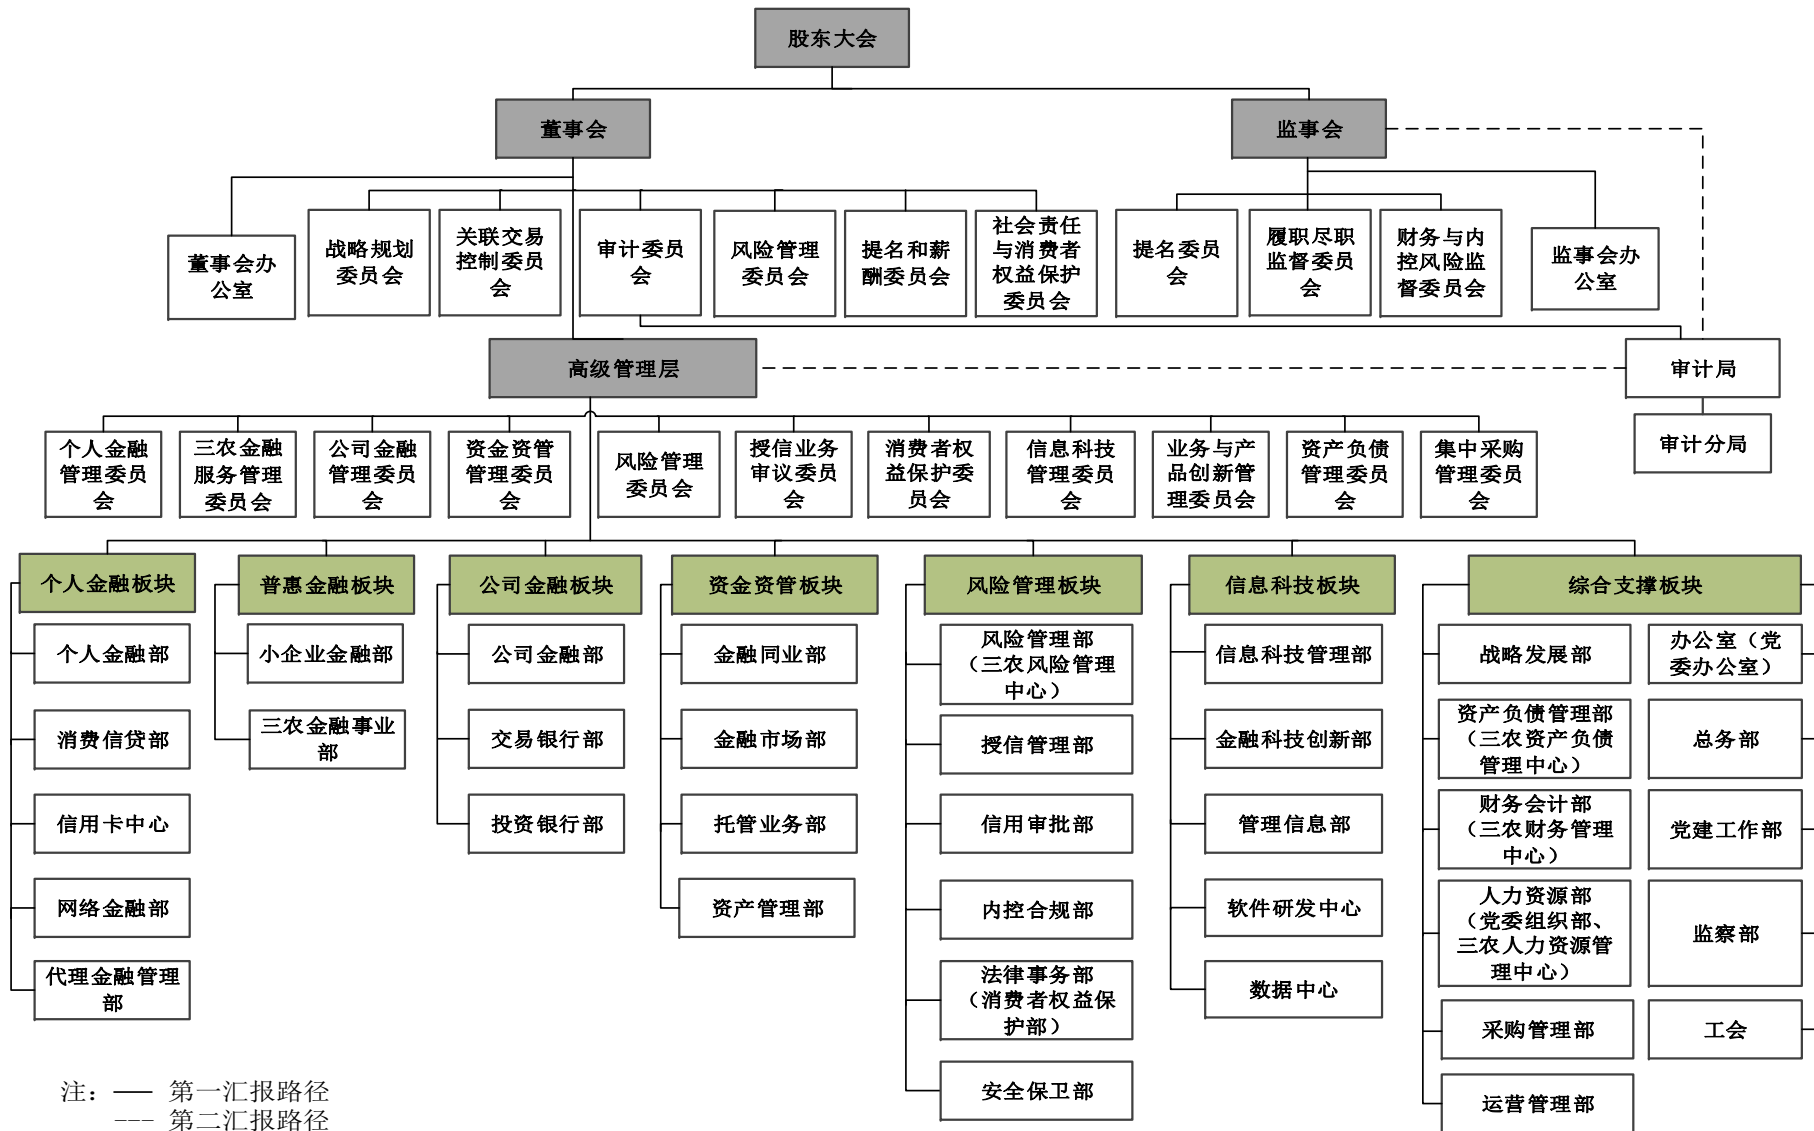 股东大会
董事会
监事会
董事会办
公室
战略规划
委员会
关联交易
控制委员
会
审计委员
会
风险管理
委员会
提名和薪
酬委员会
社会责任
与消费者
权益保护
委员会
提名委员
会
履职尽职
监督委员
会
财务与内
控风险监
督委员会
监事会办
公室
高级管理层
审计局
审计分局
个人金融
管理委员
会
三农金融
服务管理
委员会
公司金融
管理委员
会
资金资管
管理委员
会
风险管理
委员会
授信业务
审议委员
会
消费者权
益保护委
员会
信息科技
管理委员
会
业务与产
品创新管
理委员会
资产负债
管理委员
会
集中采购
管理委员
会
个人金融板块
个人金融部
消费信贷部
信用卡中心
网络金融部
代理金融管理
部
普惠金融板块
小企业金融部
三农金融事业
部
公司金融板块
公司金融部
交易银行部
投资银行部
资金资管板块
金融同业部
金融市场部
托管业务部
资产管理部
风险管理板块
风险管理部
（三农风险管理
中心）
授信管理部
信用审批部
内控合规部
法律事务部
（消费者权益保
护部）
安全保卫部
信息科技板块
信息科技管理部
金融科技创新部
管理信息部
软件研发中心
数据中心
综合支撑板块
战略发展部
资产负债管理部
（三农资产负债
管理中心）
财务会计部
（三农财务管理
中心）
人力资源部
（党委组织部、
三农人力资源管
理中心）
采购管理部
运营管理部
办公室（党
委办公室）
总务部
党建工作部
监察部
工会
注：—— 第一汇报路径
--- 第二汇报路径